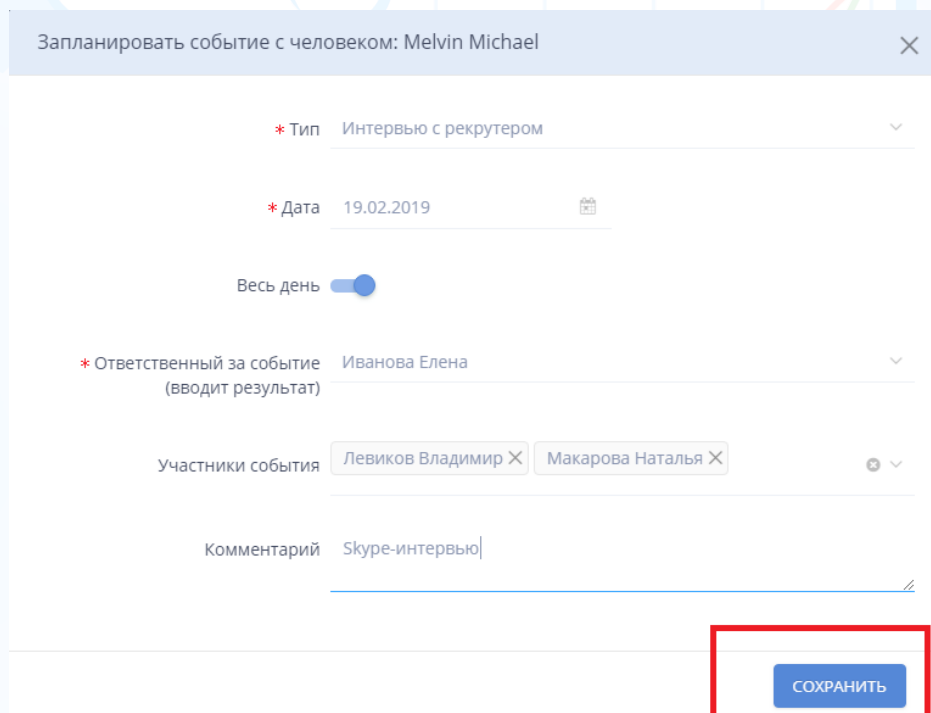 Запланировать событие с человеком: Melvin Michael
* Тип Интервью с рекрутером
* Дата 19.02.2019
Весь день
* Ответственный за событие Иванова Елена
(вводит результат)
Участники события Левиков Владимир Макарова Наталья
Комментарий Skype-интервью
СОХРАНИТЬ